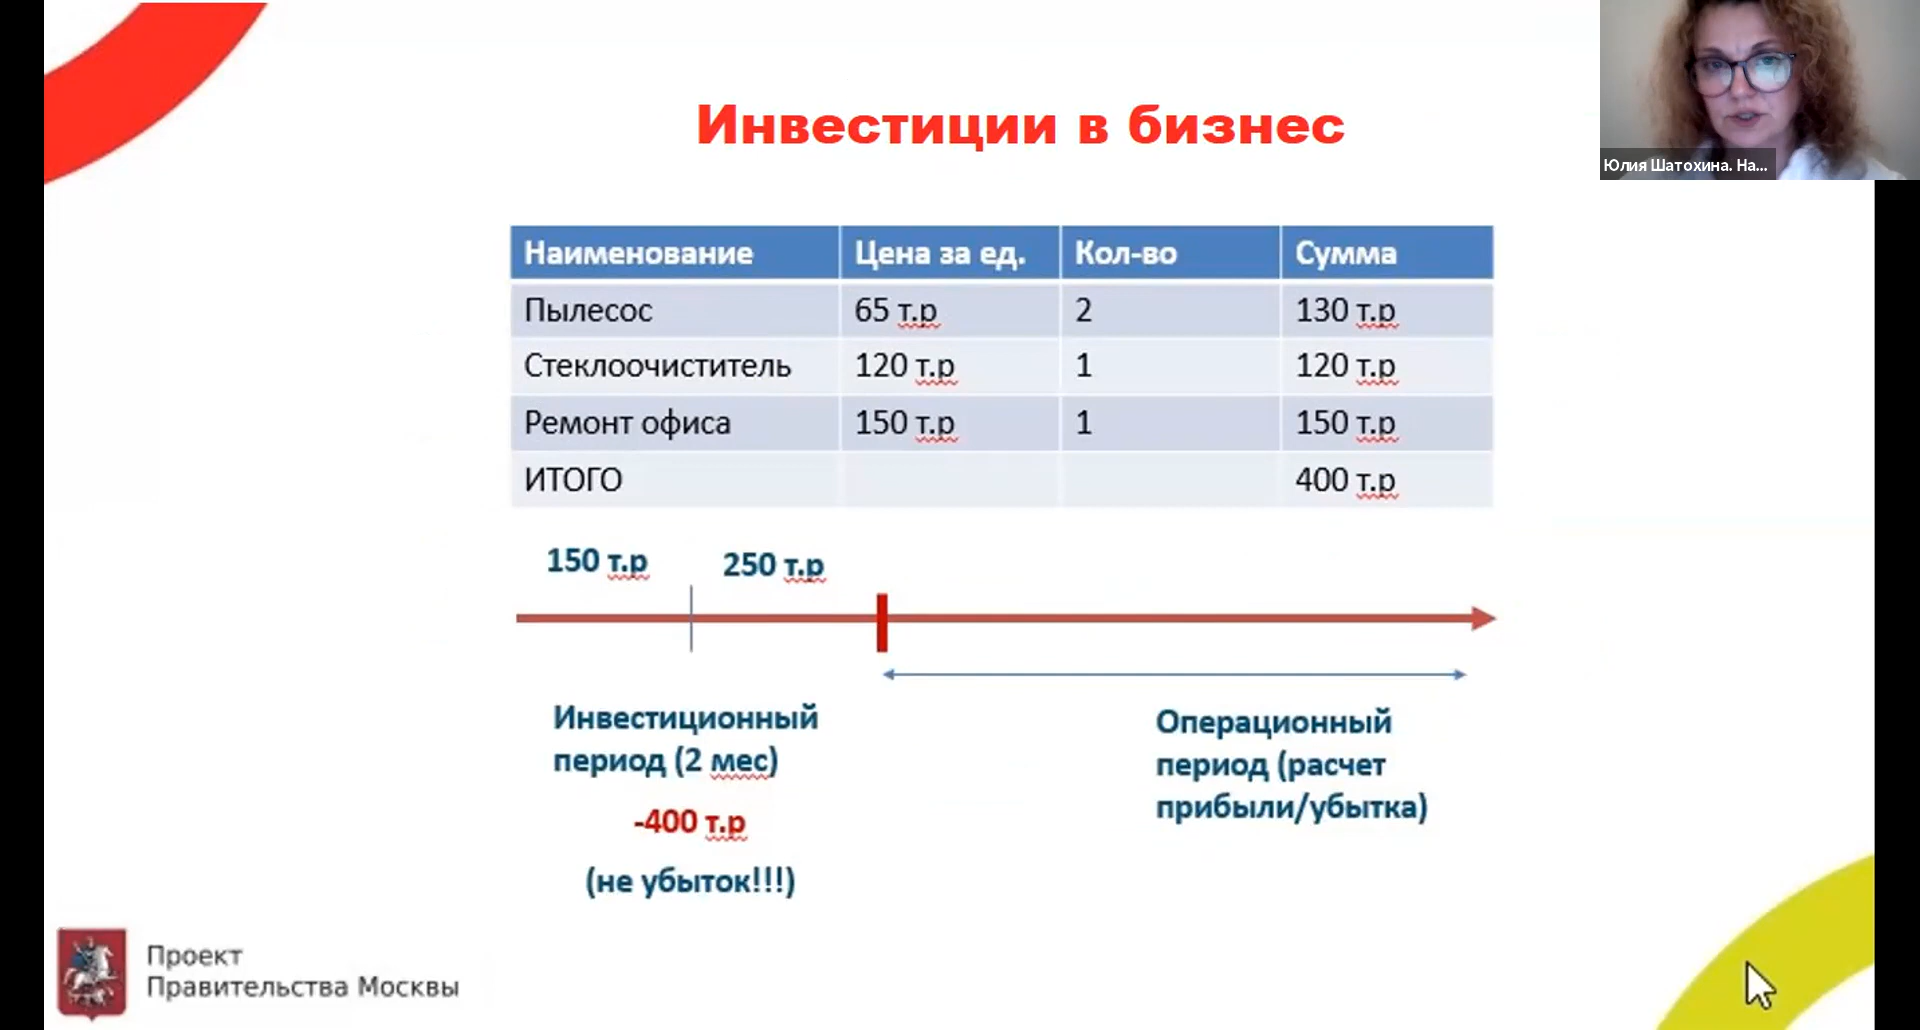 Инвестиции в бизнес
Юлия Шатохина. На...
Наименование Цена за ед. Кол-во Сумма
Пылесос 65 т.р 2 130 т.р
Стеклоочиститель 120 т.р 1 120 т.р
Ремонт офиса 150 т.р 1 150 т.р
ИТОГО 400 т.р
150 т.р 250 т.р
Инвестиционный
период (2 мес)
-400 т.р
(не убыток!!!)
Операционный
период (расчет
прибыли/убытка)
Проект
Правительства Москвы